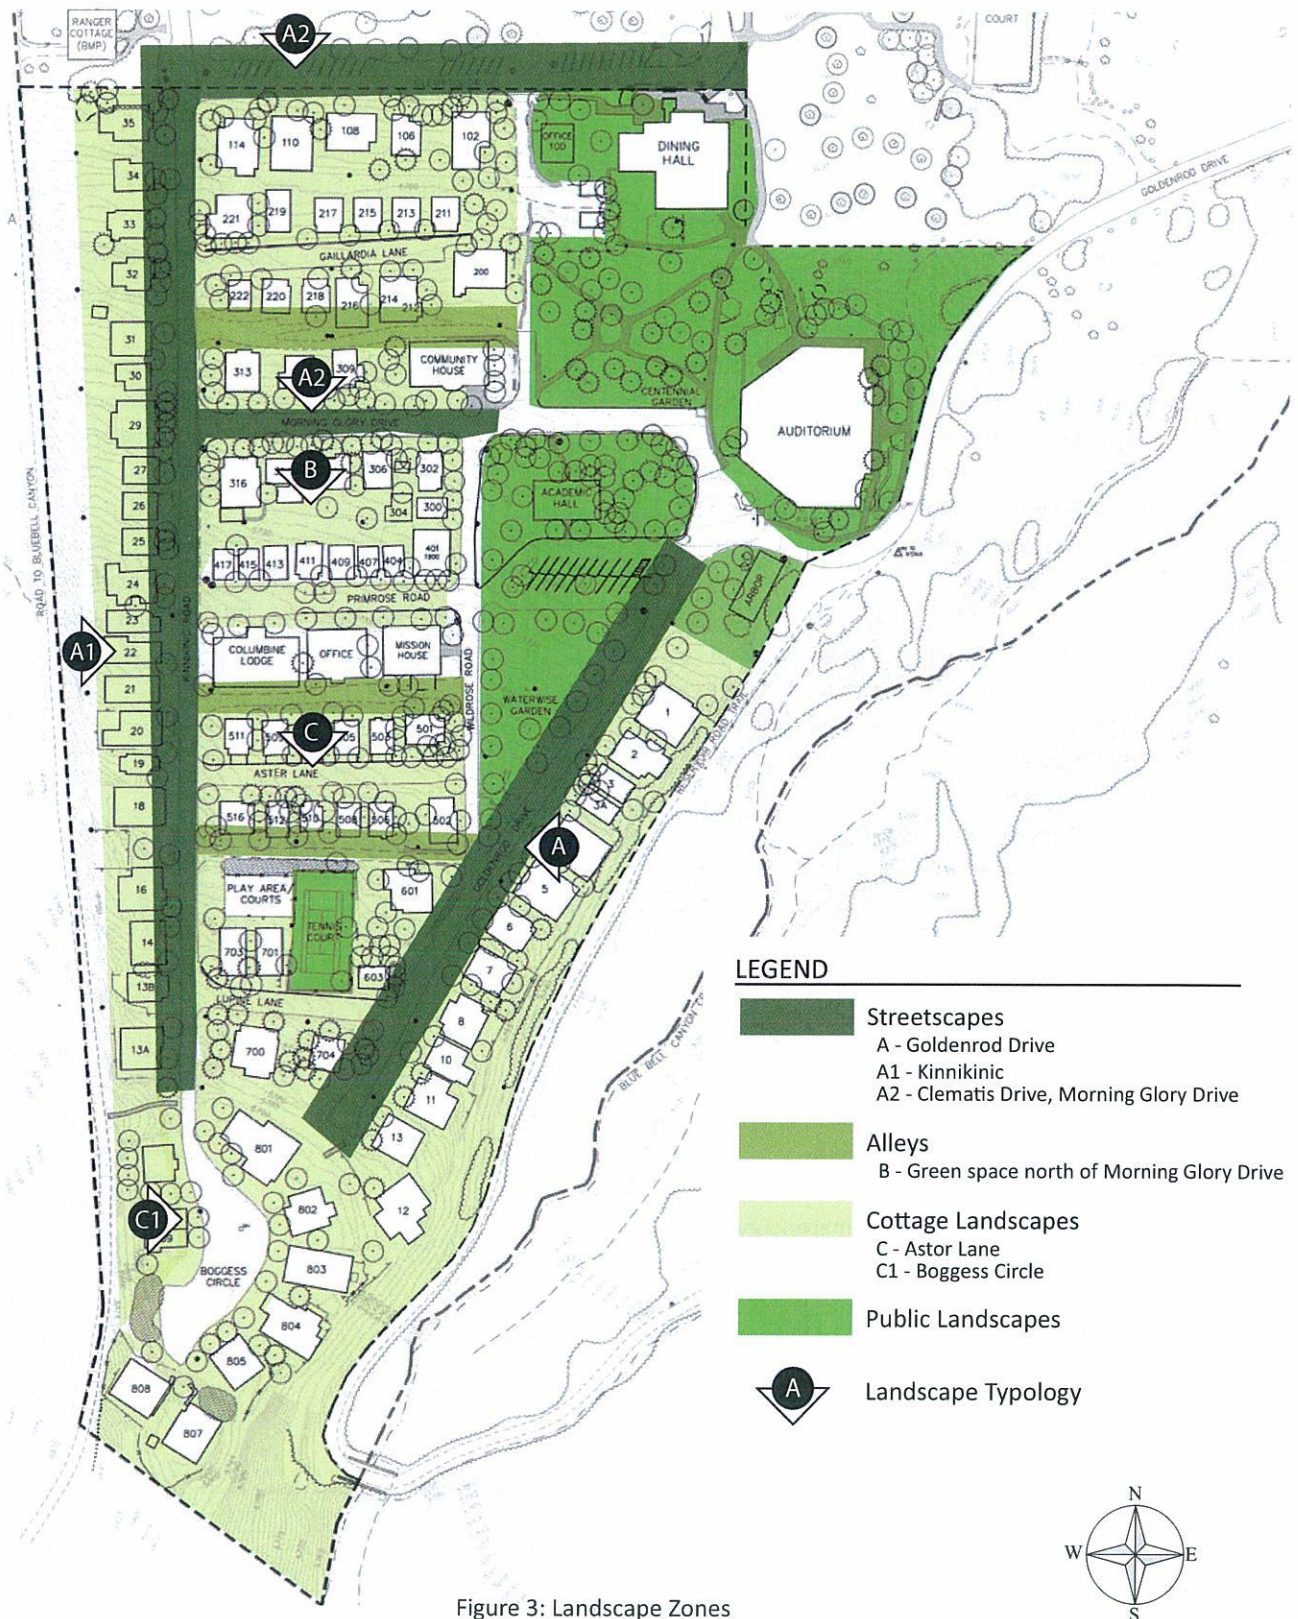 RANGER
COTTAGE
(BMP)
A2
COURT
35
114
110
108
106
102
OFFICE
100
DINING
HALL
GOLDENROD DRIVE
34
33
221
219
217
215
213
211
GAILLARDIA LANE
A
32
222
220
218
216
214
212
200
31
30
313
A2
309
COMMUNITY
HOUSE
CENTENNIAL
GARDEN
29
MORNING GLORY DRIVE
AUDITORIUM
27
316
B
306
302
26
304
300
ACADEMIC
HALL
25
417
415
413
411
409
407
404
401
ROAD TO BLUEBELL CANYON
24
PRIMROSE ROAD
ARBOR
23
KINNIKINIC ROAD
A1
22
COLUMBINE
LODGE
OFFICE
MISSION
HOUSE
WILDROSE ROAD
21
WATERWISE
GARDEN
1
20
511
C
501
2
19
ASTER LANE
3
18
516
512
510
508
506
502
GOLDENROD DRIVE
A
16
PLAY AREA/
COURTS
TENNIS
COURT
601
5
6
14
703
701
603
7
13B
LUPINE LANE
8
13A
700
704
10
11
13
BLUE BELL CANYON
801
802
12
C1
BOGGESS
CIRCLE
803
804
805
808
807
LEGEND
Streetscapes
A - Goldenrod Drive
A1 - Kinnikinic
A2 - Clematis Drive, Morning Glory Drive
Alleys
B - Green space north of Morning Glory Drive
Cottage Landscapes
C - Astor Lane
C1 - Boggess Circle
Public Landscapes
A
Landscape Typology
N
W
E
S
Figure 3: Landscape Zones